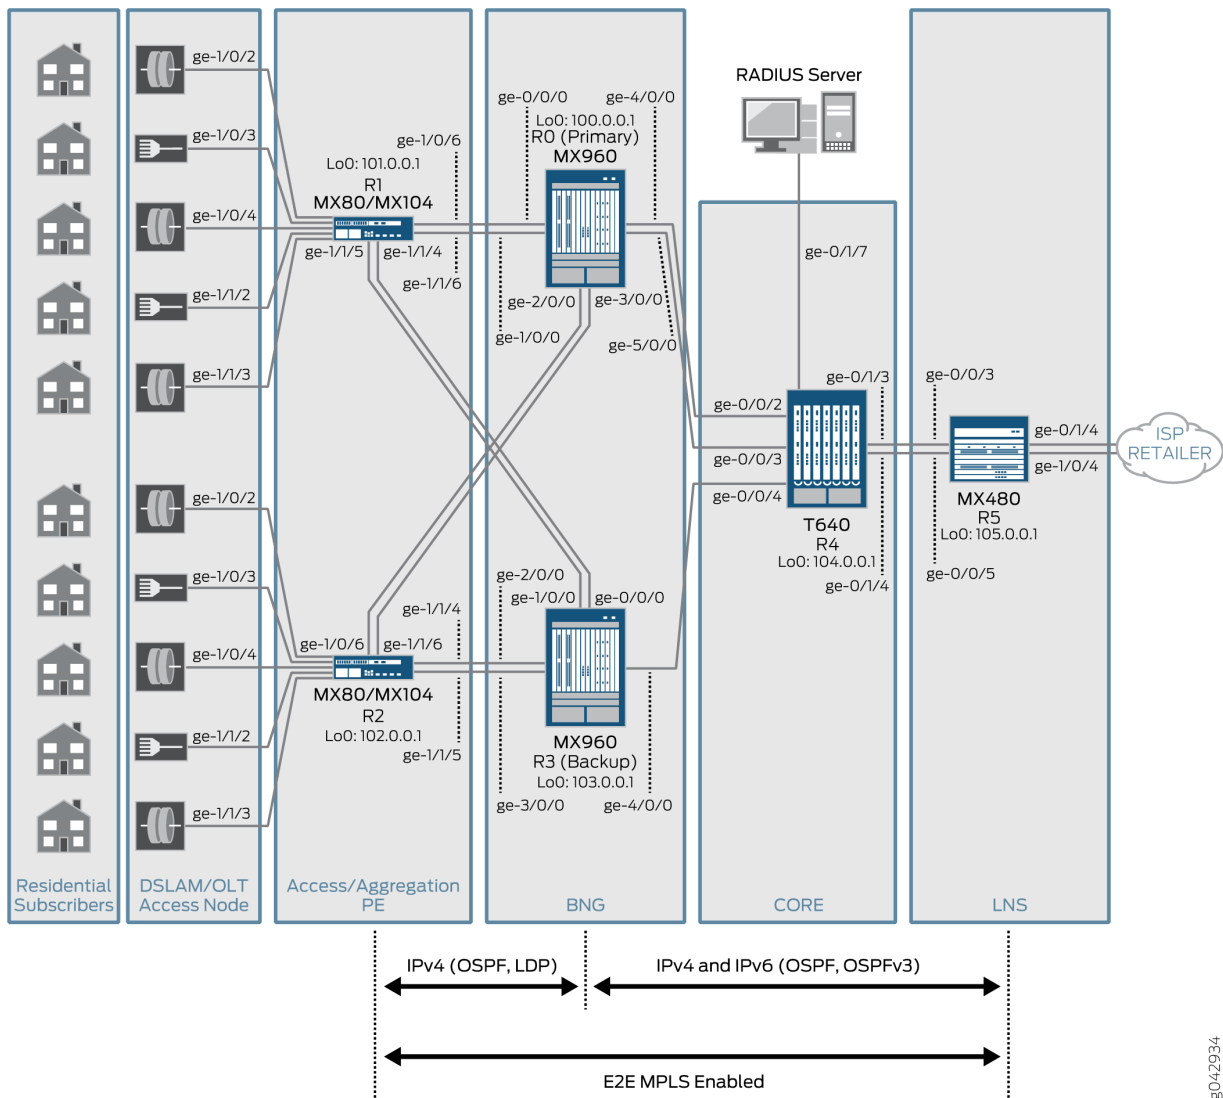 RADIUS Server
ge-1/0/2
ge-1/0/3
ge-1/0/4
ge-1/1/2
ge-1/1/3
ge-1/0/2
ge-1/0/3
ge-1/0/4
ge-1/1/2
ge-1/1/3
ge-1/0/6
Lo0: 101.0.0.1
R1
MX80/MX104
ge-1/1/5
ge-1/1/4
ge-1/1/6
ge-1/1/4
ge-1/0/6
ge-1/1/6
MX80/MX104
R2
Lo0: 102.0.0.1
ge-1/1/5
ge-0/0/0
ge-4/0/0
Lo0: 100.0.0.1
R0 (Primary)
MX960
ge-2/0/0
ge-3/0/0
ge-1/0/0
ge-5/0/0
ge-2/0/0
ge-1/0/0
ge-0/0/0
MX960
R3 (Backup)
Lo0: 103.0.0.1
ge-3/0/0
ge-4/0/0
ge-0/1/7
ge-0/1/3
ge-0/0/2
ge-0/0/3
ge-0/0/4
T640
R4
Lo0: 104.0.0.1
ge-0/1/4
ge-0/0/3
MX480
R5
Lo0: 105.0.0.1
ge-0/0/5
ge-0/1/4
ge-1/0/4
ISP
RETAILER
Residential
Subscribers
DSLAM/OLT
Access Node
Access/Aggregation
PE
BNG
CORE
LNS
IPv4 (OSPF, LDP)
IPv4 and IPv6 (OSPF, OSPFv3)
E2E MPLS Enabled
g042934